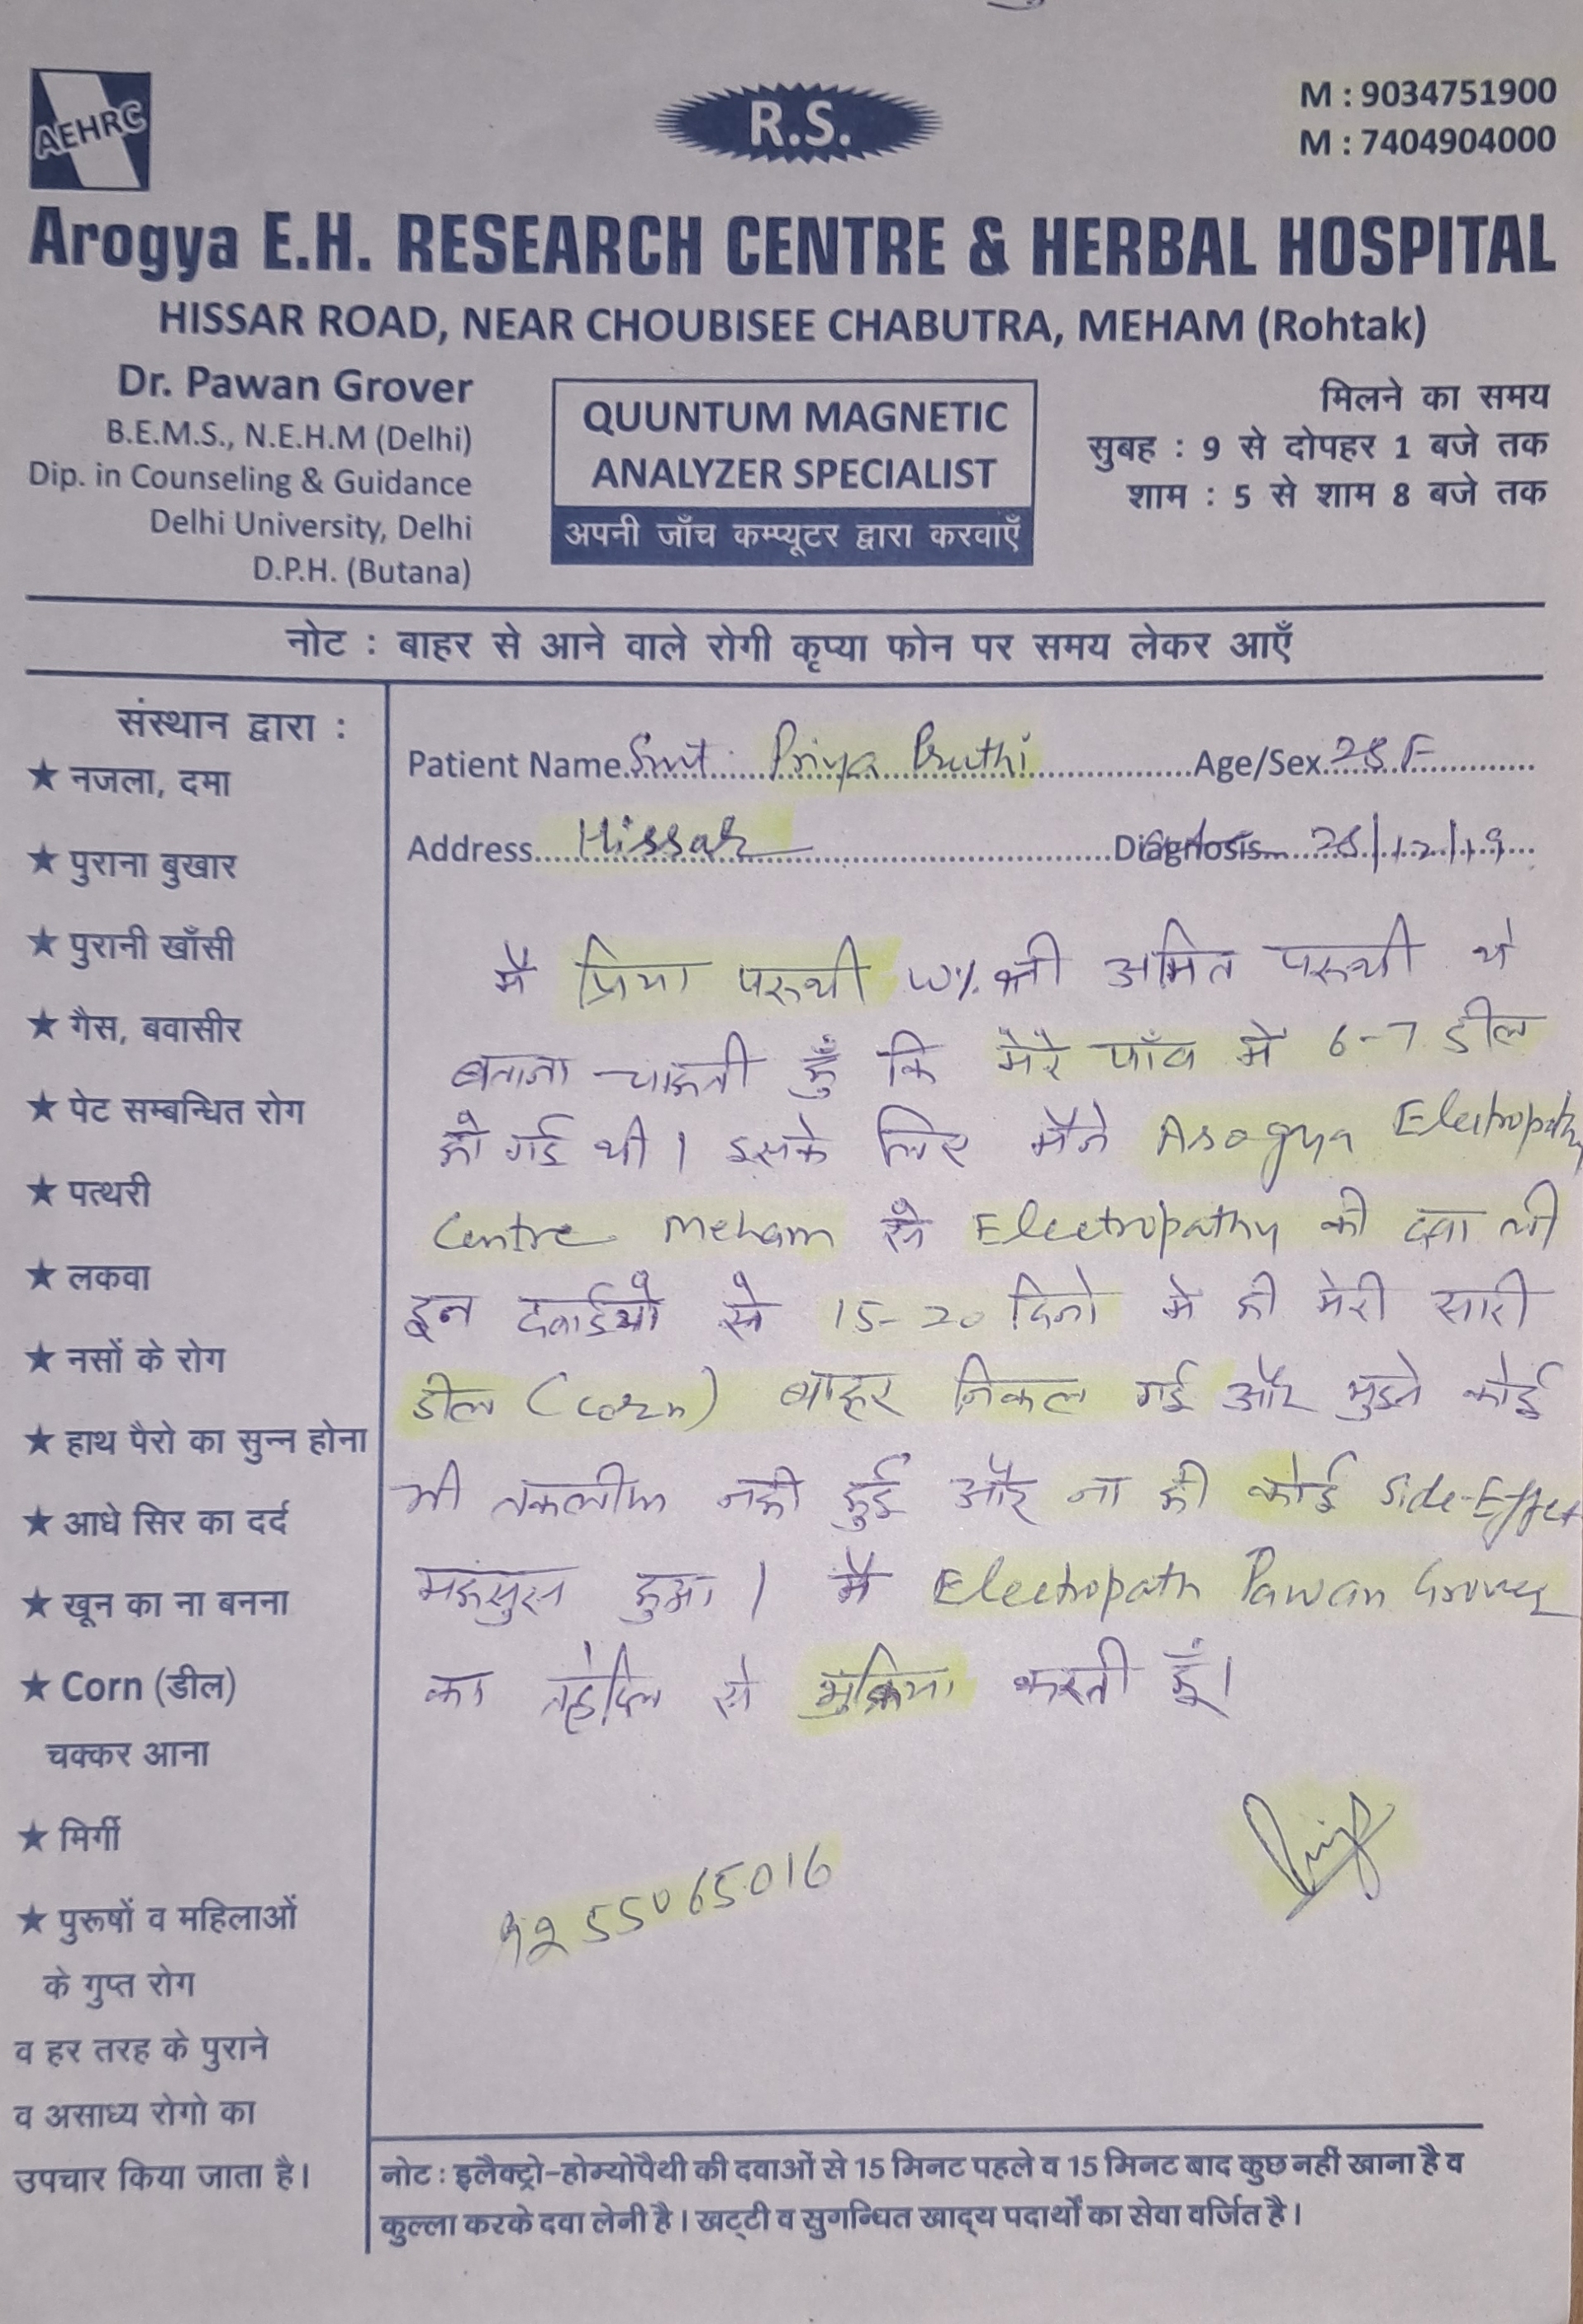 AEHRC
R.S.
M : 9034751900
M : 7404904000
Arogya E.H. RESEARCH CENTRE & HERBAL HOSPITAL
HISSAR ROAD, NEAR CHOUBISEE CHABUTRA, MEHAM (Rohtak)
Dr. Pawan Grover
B.E.M.S., N.E.H.M (Delhi)
Dip. in Counseling & Guidance
Delhi University, Delhi
D.P.H. (Butana)
QUUNTUM MAGNETIC
ANALYZER SPECIALIST
अपनी जाँच कम्प्यूटर द्वारा करवाएँ
मिलने का समय
सुबह : 9 से दोपहर 1 बजे तक
शाम : 5 से शाम 8 बजे तक
नोट : बाहर से आने वाले रोगी कृप्या फोन पर समय लेकर आएँ
संस्थान द्वारा :
★ नजला, दमा
★ पुराना बुखार
★ पुरानी खाँसी
★ गैस, बवासीर
★ पेट सम्बन्धित रोग
★ पत्थरी
★ लकवा
★ नसों के रोग
★ हाथ पैरो का सुन्न होना
★ आधे सिर का दर्द
★ खून का ना बनना
★ Corn (डील)
चक्कर आना
★ मिर्गी
★ पुरूषों व महिलाओं
के गुप्त रोग
व हर तरह के पुराने
व असाध्य रोगो का
उपचार किया जाता है।
Patient Name Smt. Priya Pruthi Age/Sex 28 F
Address Hissar Diagnosis 28/12/19
मै प्रिया परुथी w/o श्री अमित परुथी ये
बताना चाहती हूँ कि मेरे पाँव मे 6-7 डील
हो गई थी। इसके लिए मैने Arogya Electropathy
Centre Meham से Electropathy की दवा ली
इन दवाईयो से 15-20 दिनो मे ही मेरी सारी
डील (corn) बाहर निकल गई और मुझे कोई
भी तकलीफ नही हुई और ना ही कोई Side-Effect
महसुस हुआ। मै Electropath Pawan Grover
का तहेदिल से शुक्रिया करती हूँ।
9255065016
Priya
नोट : इलैक्ट्रो-होम्योपैथी की दवाओं से 15 मिनट पहले व 15 मिनट बाद कुछ नहीं खाना है व
कुल्ला करके दवा लेनी है। खट्टी व सुगन्धित खाद्य पदार्थों का सेवा वर्जित है।